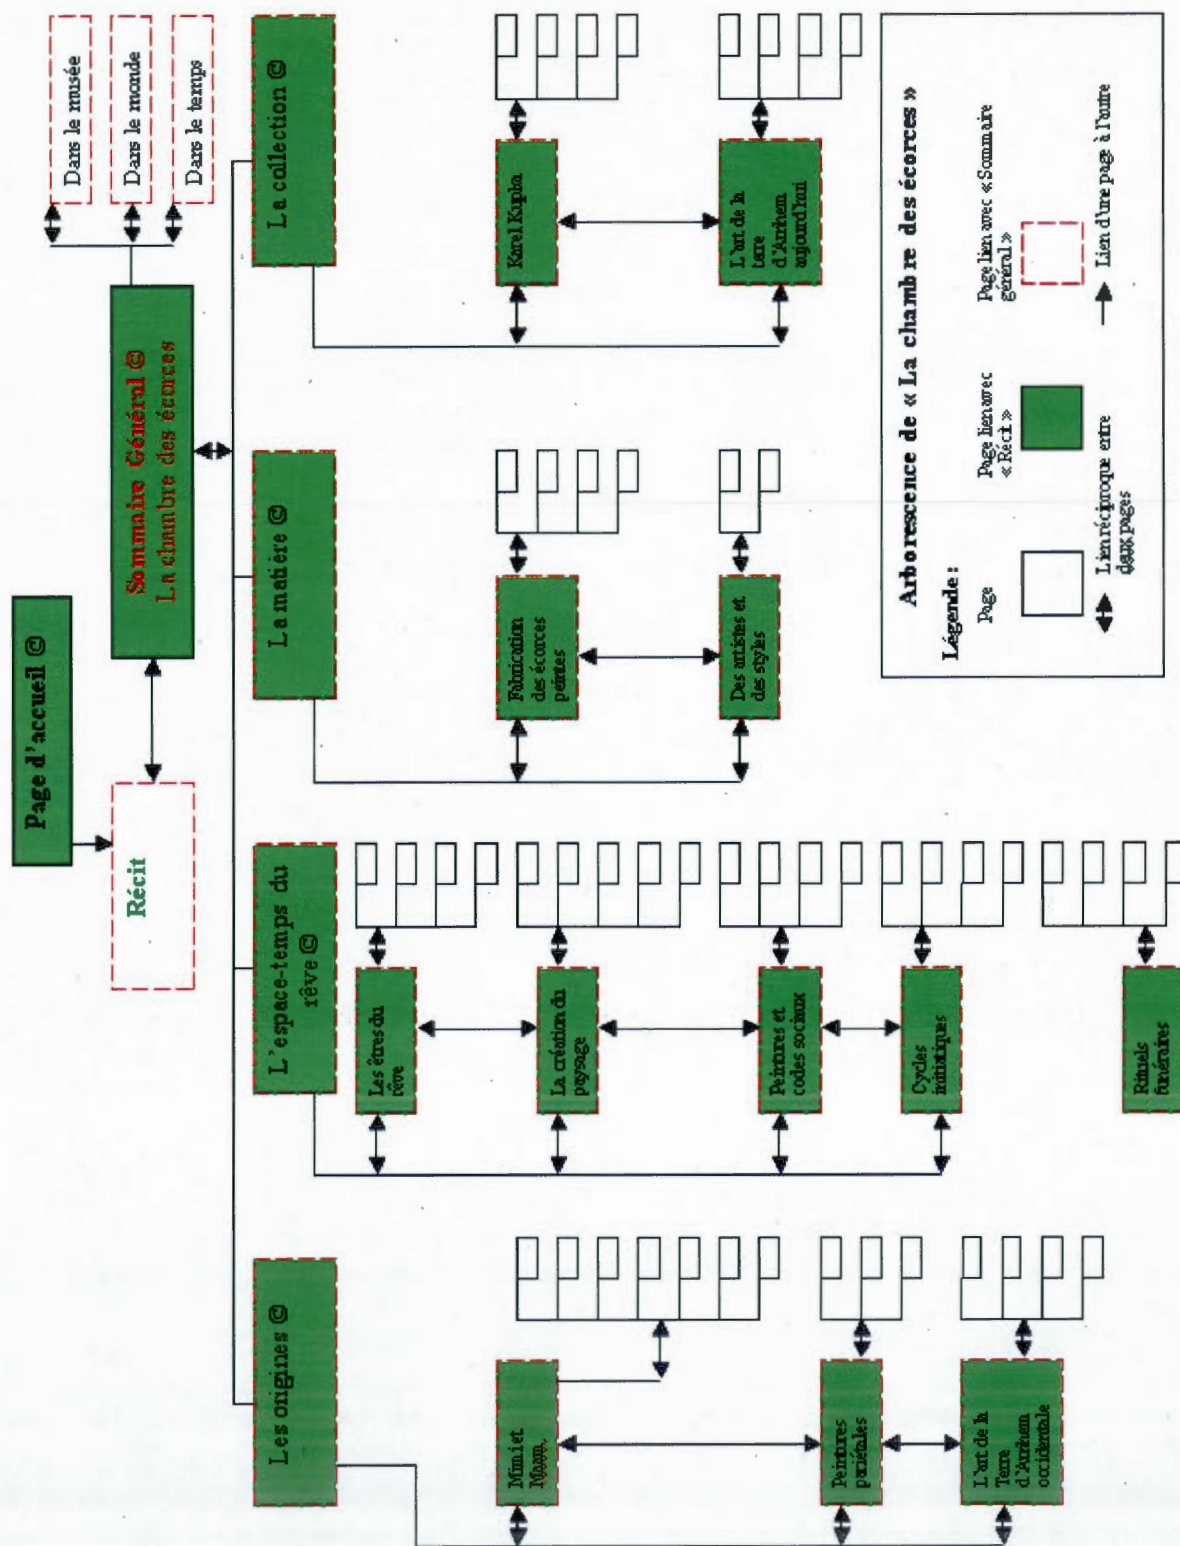 Page d'accueil ©
Récit
Sommaire Général ©
La chambre des écorces
Dans le musée
Dans le monde
Dans le temps
Les origines ©
L'espace-temps du
rêve ©
La matière ©
La collection ©
Mimi et
Peintures
pariétales
L'art de la
Terre
d'Arnhem
occidentale
Les êtres du
rêve
La création du
paysage
Peintures et
codes sociaux
Cycles
initiatiques
Rituels
funéraires
Fabrication
des écorces
peintes
Des artistes et
des styles
Karel Kupka
L'art de la
terre
d'Arnhem
aujourd'hui
Arborescence de « La chambre des écorces »
Légende :
Page
Page lien avec
« Récit »
Page lien avec « Sommaire
général »
Lien réciproque entre
deux pages
Lien d'une page à l'autre